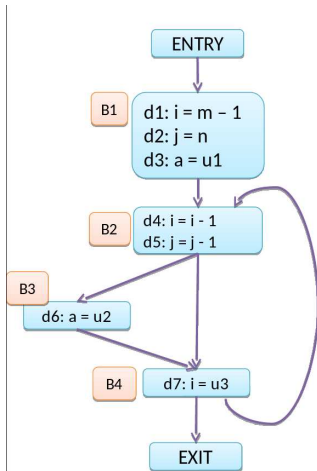 ENTRY
B1
d1: i = m – 1
d2: j = n
d3: a = u1
B2
d4: i = i - 1
d5: j = j - 1
B3
d6: a = u2
B4
d7: i = u3
EXIT